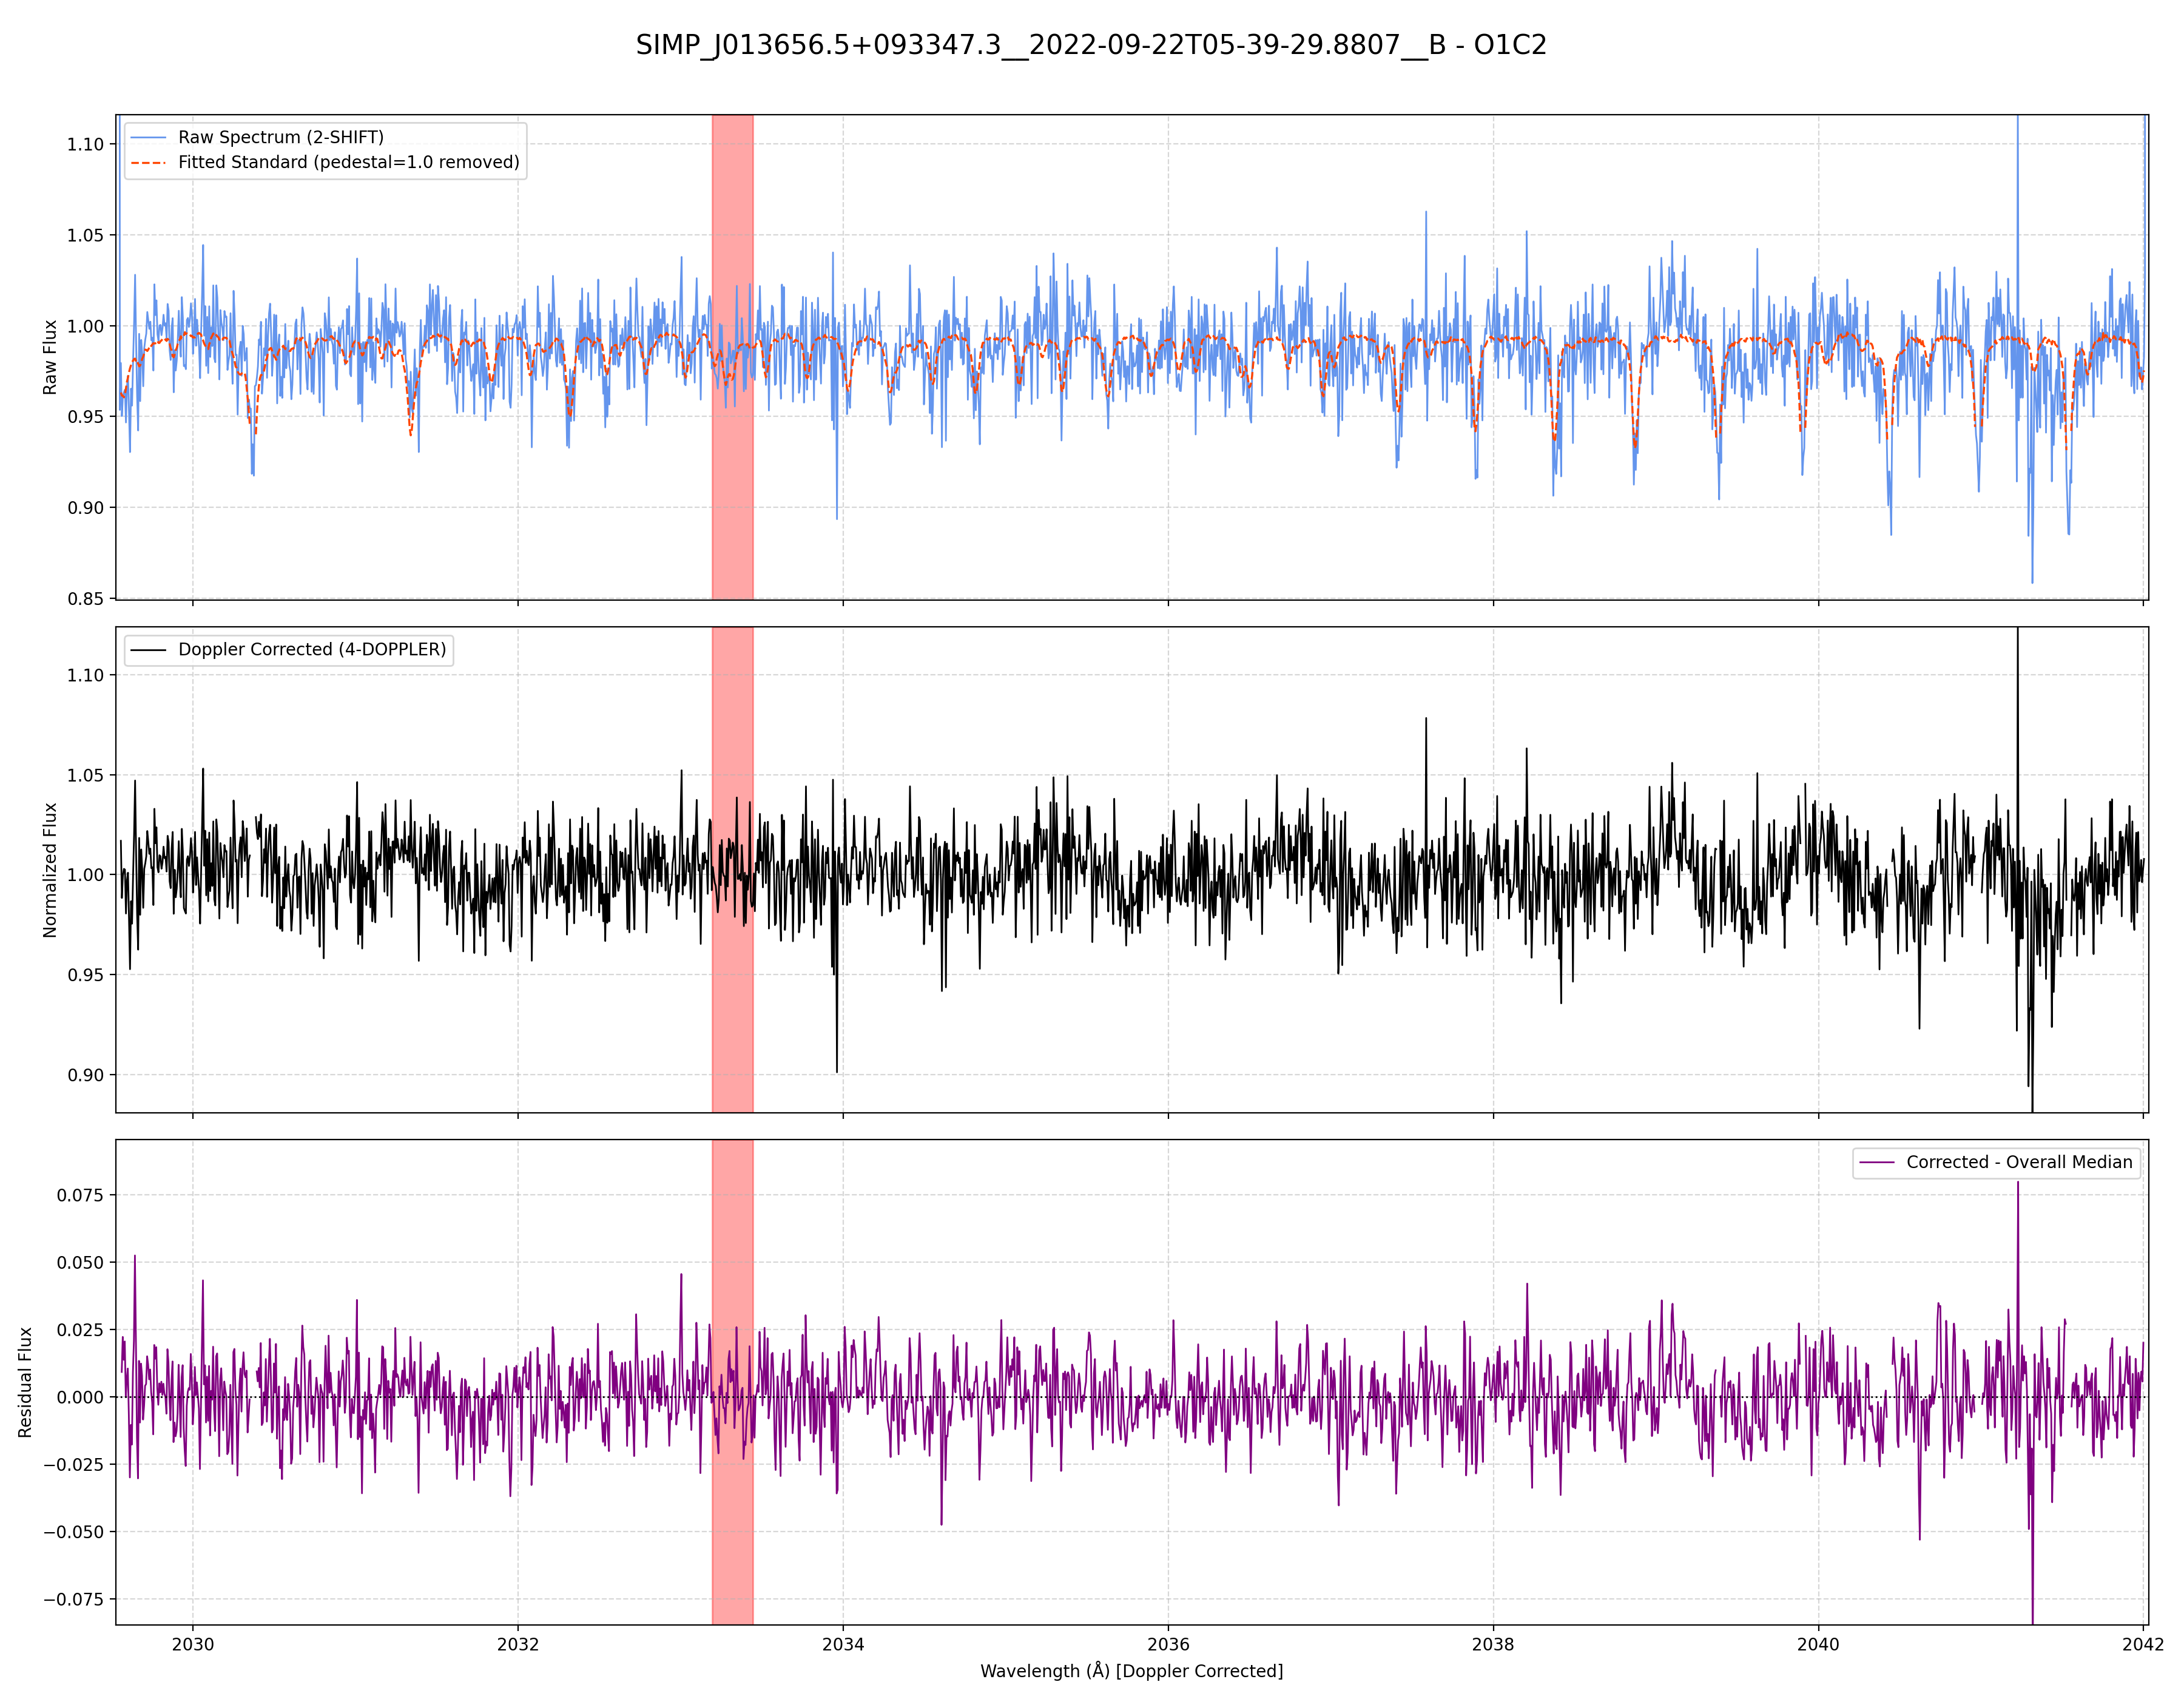 SIMP_J013656.5+093347.3__2022-09-22T05-39-29.8807__B - O1C2
Raw Spectrum (2-SHIFT)
Fitted Standard (pedestal=1.0 removed)
Raw Flux
1.10
1.05
1.00
0.95
0.90
0.85
Doppler Corrected (4-DOPPLER)
Normalized Flux
1.10
1.05
1.00
0.95
0.90
Corrected - Overall Median
Residual Flux
0.075
0.050
0.025
0.000
−0.025
−0.050
−0.075
2030
2032
2034
2036
2038
2040
2042
Wavelength (Å) [Doppler Corrected]